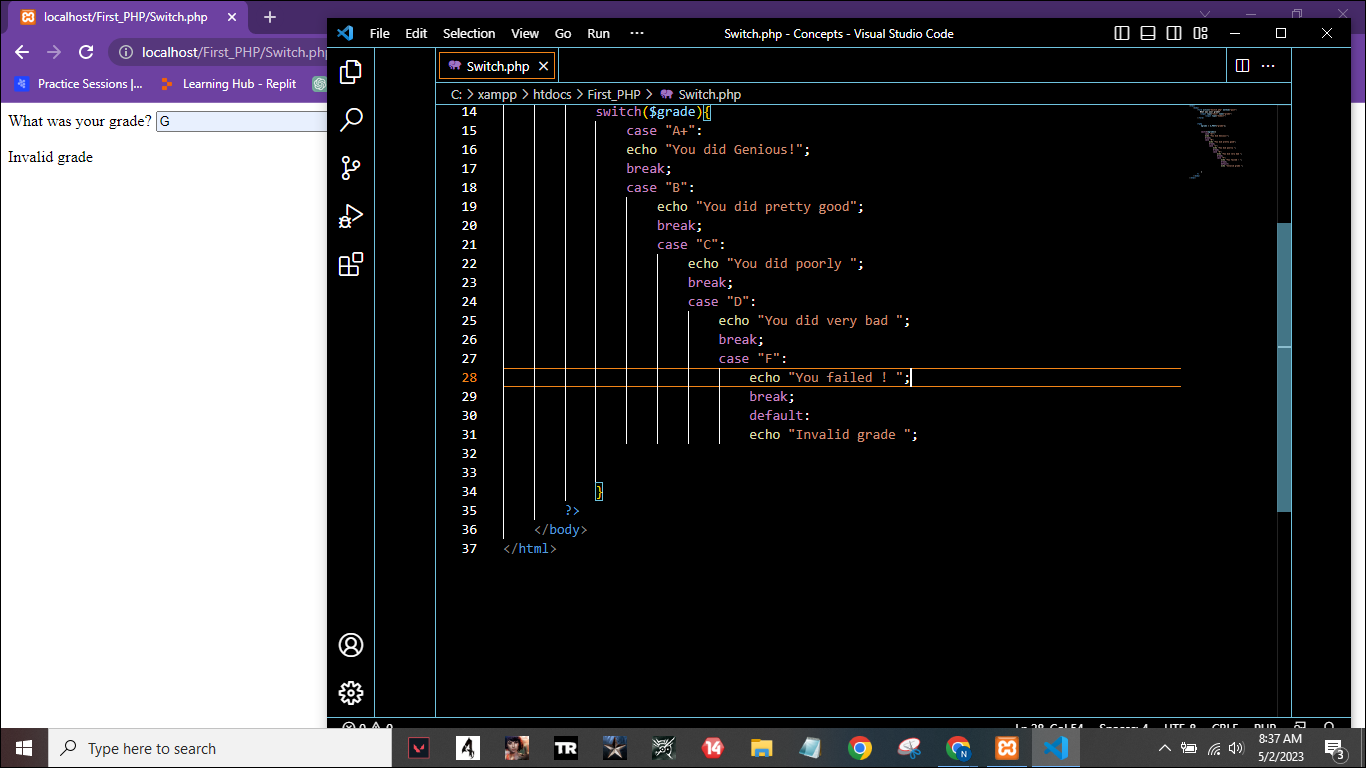 localhost/First_PHP/Switch.php
localhost/First_PHP/Switch.php
Practice Sessions |... Learning Hub - Replit
What was your grade? G
Invalid grade
File Edit Selection View Go Run ··· Switch.php - Concepts - Visual Studio Code
Switch.php
C: > xampp > htdocs > First_PHP > Switch.php
14 switch($grade){
15 case "A+":
16 echo "You did Genious!";
17 break;
18 case "B":
19 echo "You did pretty good";
20 break;
21 case "C":
22 echo "You did poorly ";
23 break;
24 case "D":
25 echo "You did very bad ";
26 break;
27 case "F":
28 echo "You failed ! ";
29 break;
30 default:
31 echo "Invalid grade ";
32
33
34 }
35 ?>
36 </body>
37 </html>
0 0 Ln 28, Col 54 Spaces: 4 UTF-8 CRLF PHP
Type here to search
TR
14
N
8:37 AM
5/2/2023
3